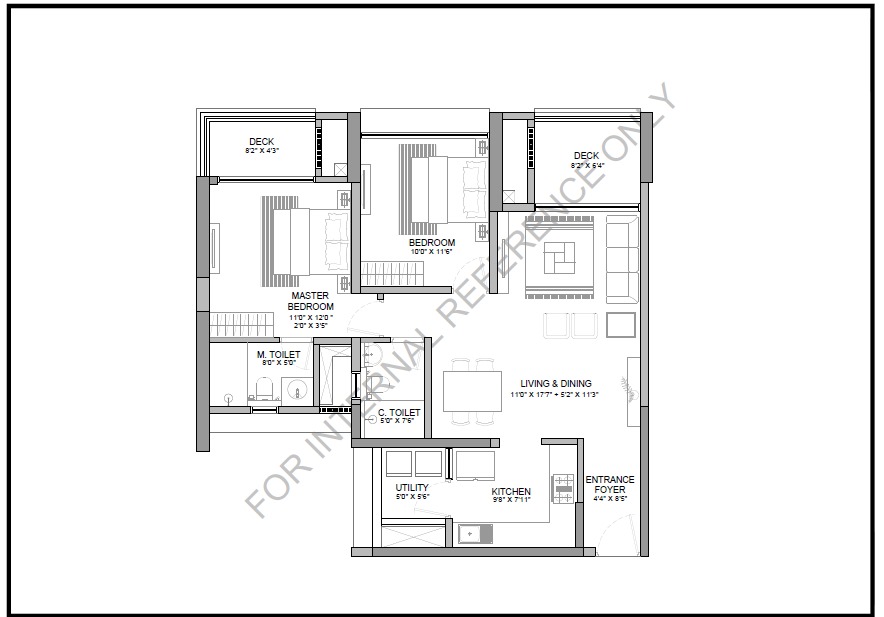 DECK
8'2" X 4'3"
DECK
8'2" X 6'4"
BEDROOM
10'0" X 11'6"
MASTER
BEDROOM
11'0" X 12'0"
2'0" X 3'5"
M. TOILET
8'0" X 5'0"
C. TOILET
5'0" X 7'6"
LIVING & DINING
11'0" X 17'7" + 5'2" X 11'3"
UTILITY
5'0" X 5'6"
KITCHEN
9'8" X 7'11"
ENTRANCE
FOYER
4'4" X 8'5"
FOR INTERNAL REFERENCE ONLY